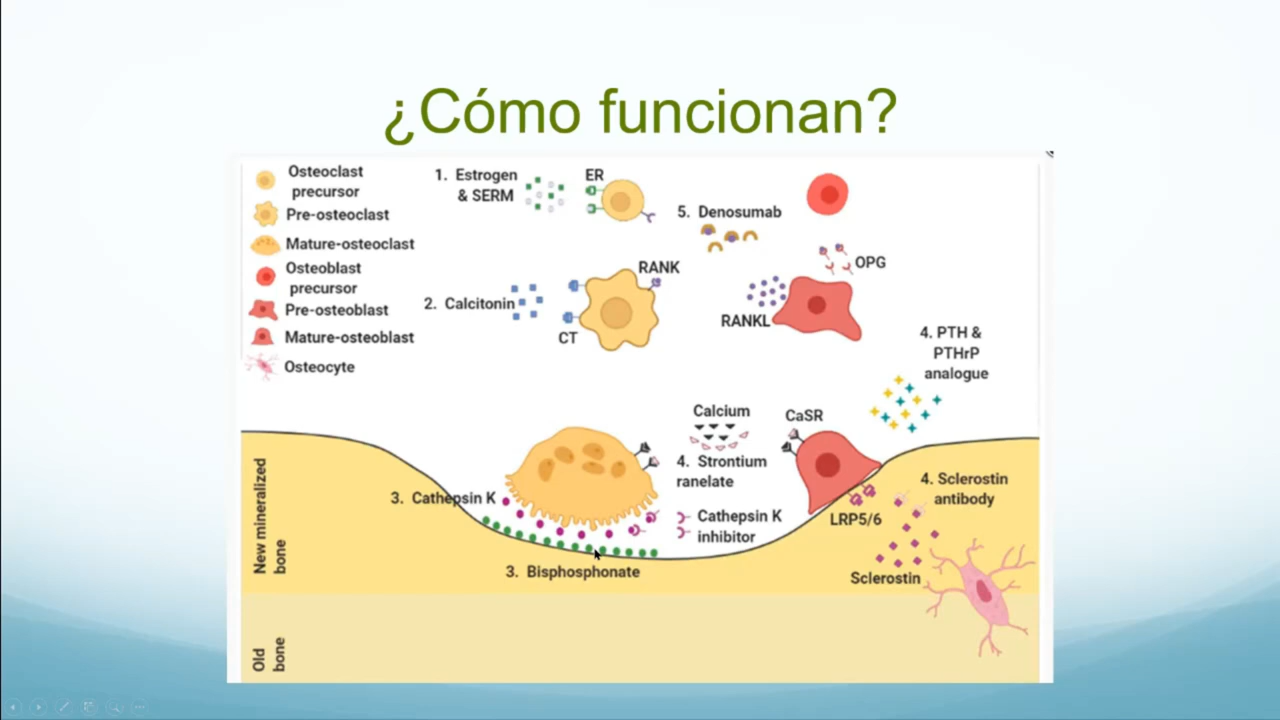 ¿Cómo funcionan?
Osteoclast
precursor
Pre-osteoclast
Mature-osteoclast
Osteoblast
precursor
Pre-osteoblast
Mature-osteoblast
Osteocyte
1. Estrogen
& SERM
ER
5. Denosumab
OPG
RANK
2. Calcitonin
CT
RANKL
4. PTH &
PTHrP
analogue
Calcium
CaSR
4. Strontium
ranelate
3. Cathepsin K
Cathepsin K
inhibitor
LRP5/6
4. Sclerostin
antibody
3. Bisphosphonate
Sclerostin
New mineralized
bone
Old
bone